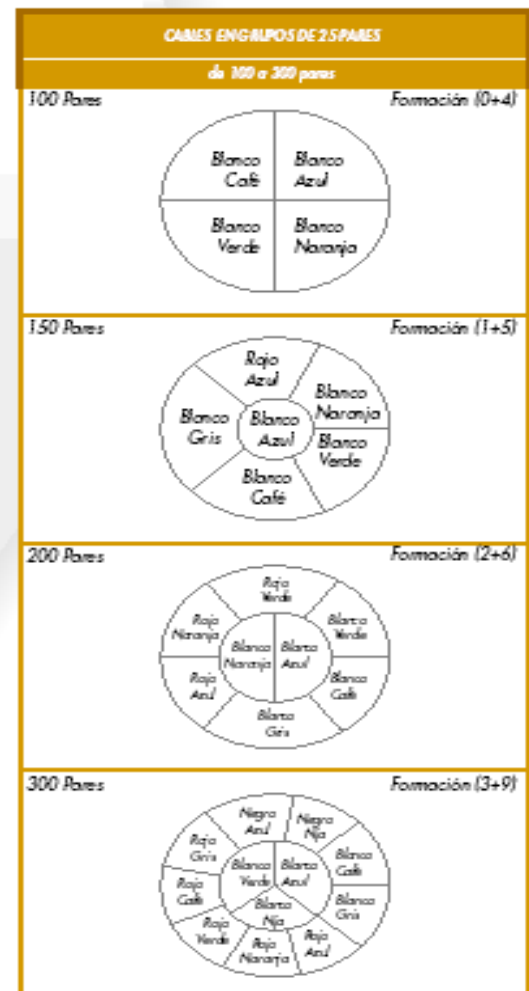 CABLES EN GRUPOS DE 25 PARES
de 100 a 300 pares
100 Pares
Formación (0+4)
Blanco
Café
Blanco
Azul
Blanco
Verde
Blanco
Naranja
150 Pares
Formación (1+5)
Rojo
Azul
Blanco
Naranja
Blanco
Gris
Blanco
Azul
Blanco
Verde
Blanco
Café
200 Pares
Formación (2+6)
Rojo
Verde
Rojo
Naranja
Blanco
Verde
Blanco
Naranja
Blanco
Azul
Rojo
Azul
Blanco
Café
Blanco
Gris
300 Pares
Formación (3+9)
Negro
Azul
Negro
Nja
Rojo
Gris
Blanco
Café
Blanco
Verde
Blanco
Azul
Rojo
Café
Blanco
Nja
Blanco
Gris
Rojo
Verde
Rojo
Naranja
Rojo
Azul